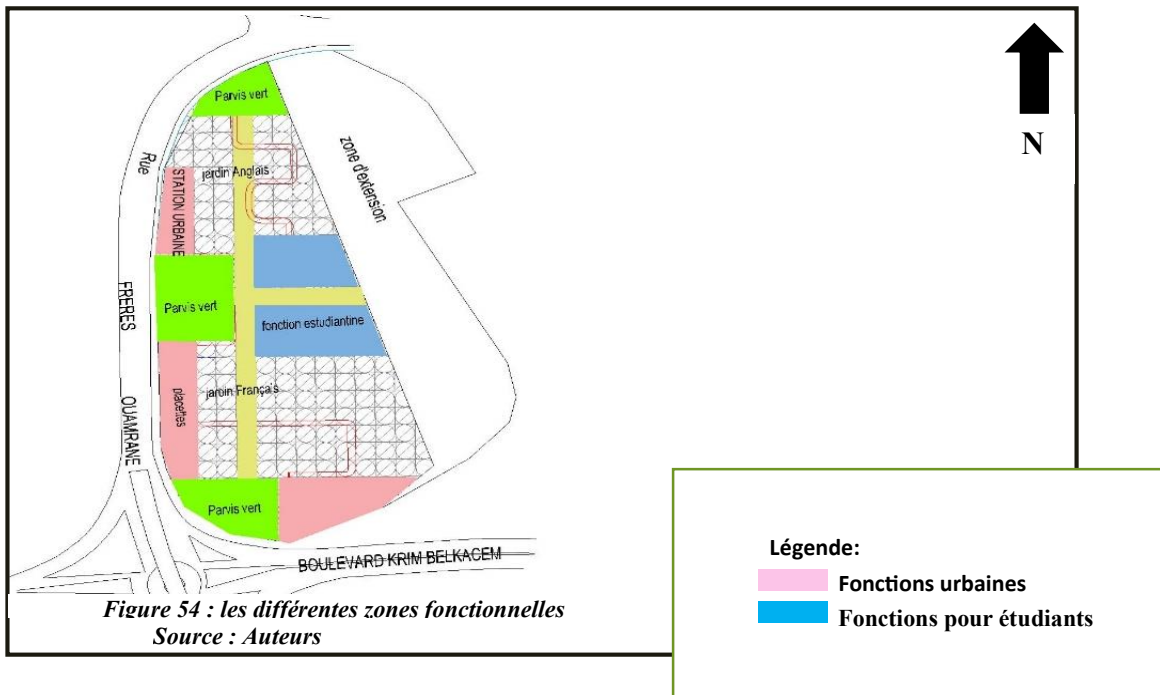 N
Parvis vert
Rue
zone d'extension
jardin Anglais
STATION URBAINE
Parvis vert
FRERES
fonction estudiantine
OUAMRANE
placettes
jardin Français
Parvis vert
BOULEVARD KRIM BELKACEM
Figure 54 : les différentes zones fonctionnelles
Source : Auteurs
Légende:
Fonctions urbaines
Fonctions pour étudiants